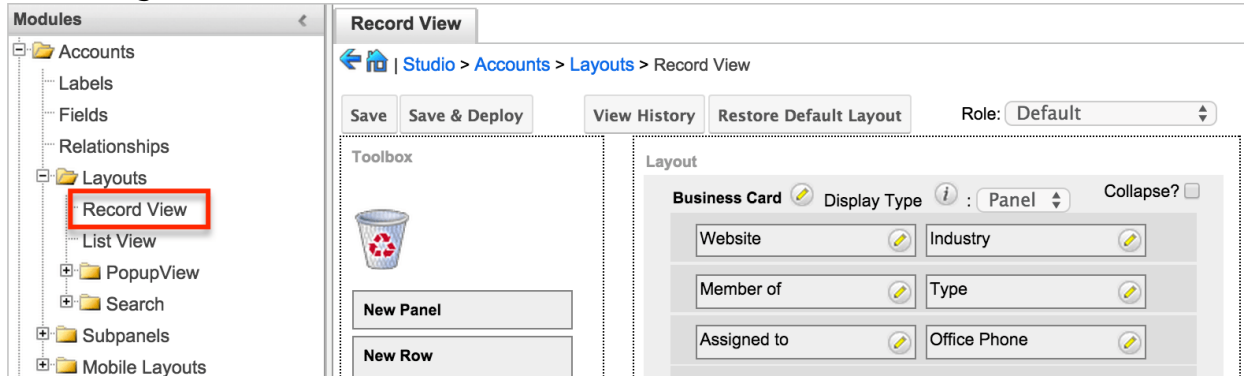 Modules
Accounts
Labels
Fields
Relationships
Layouts
Record View
List View
PopupView
Search
Subpanels
Mobile Layouts
Record View
| Studio > Accounts > Layouts > Record View
Save Save & Deploy View History Restore Default Layout Role: Default
Toolbox
New Panel
New Row
Layout
Business Card Display Type i : Panel Collapse?
Website Industry
Member of Type
Assigned to Office Phone